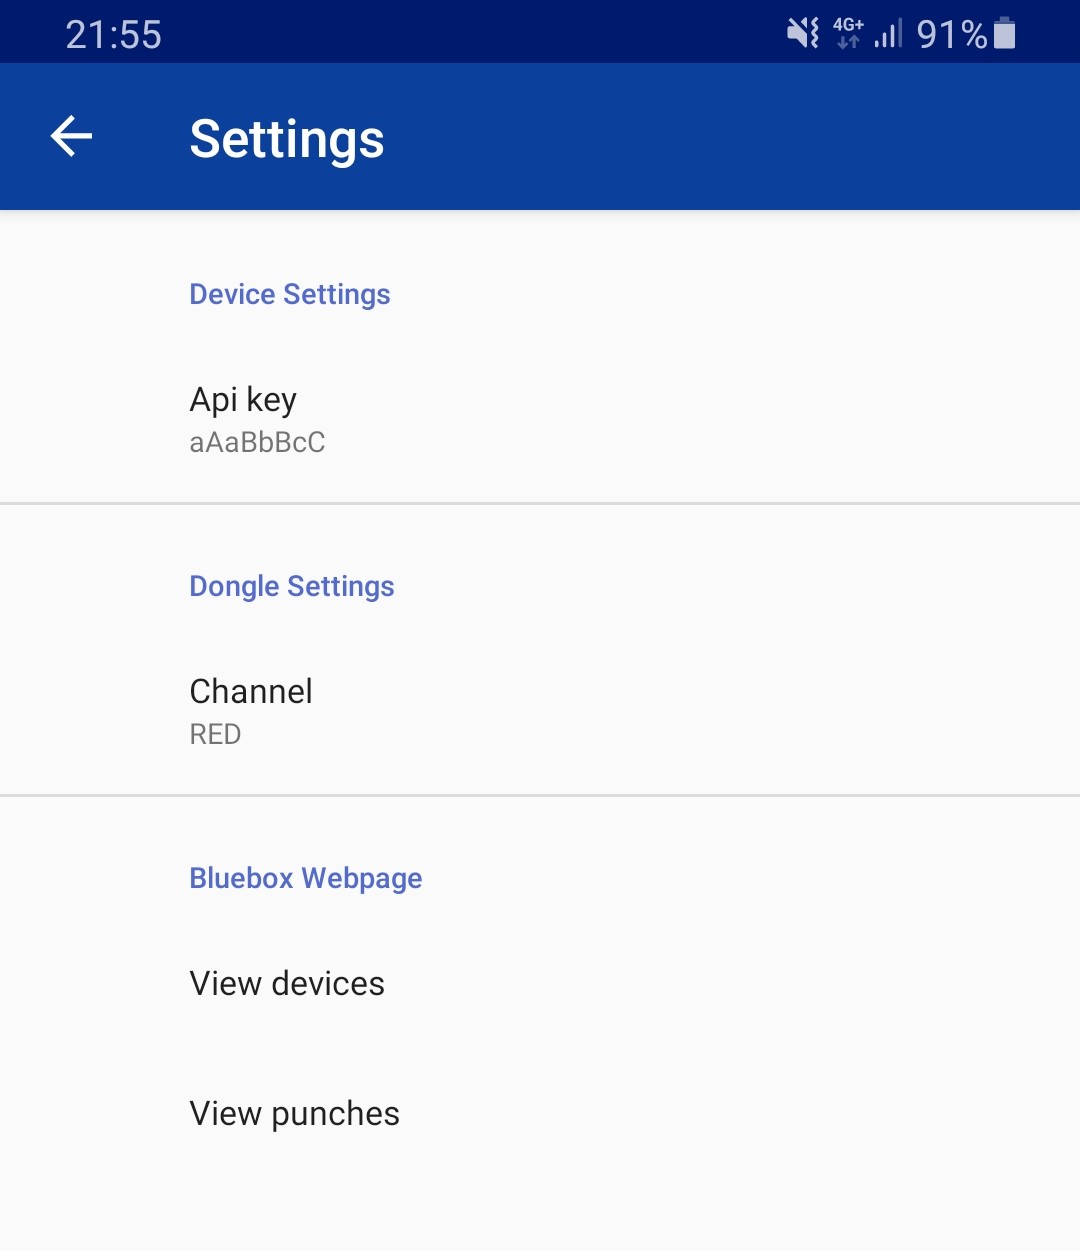 21:55 4G+ 91%
Settings
Device Settings
Api key
aAaBbBcC
Dongle Settings
Channel
RED
Bluebox Webpage
View devices
View punches